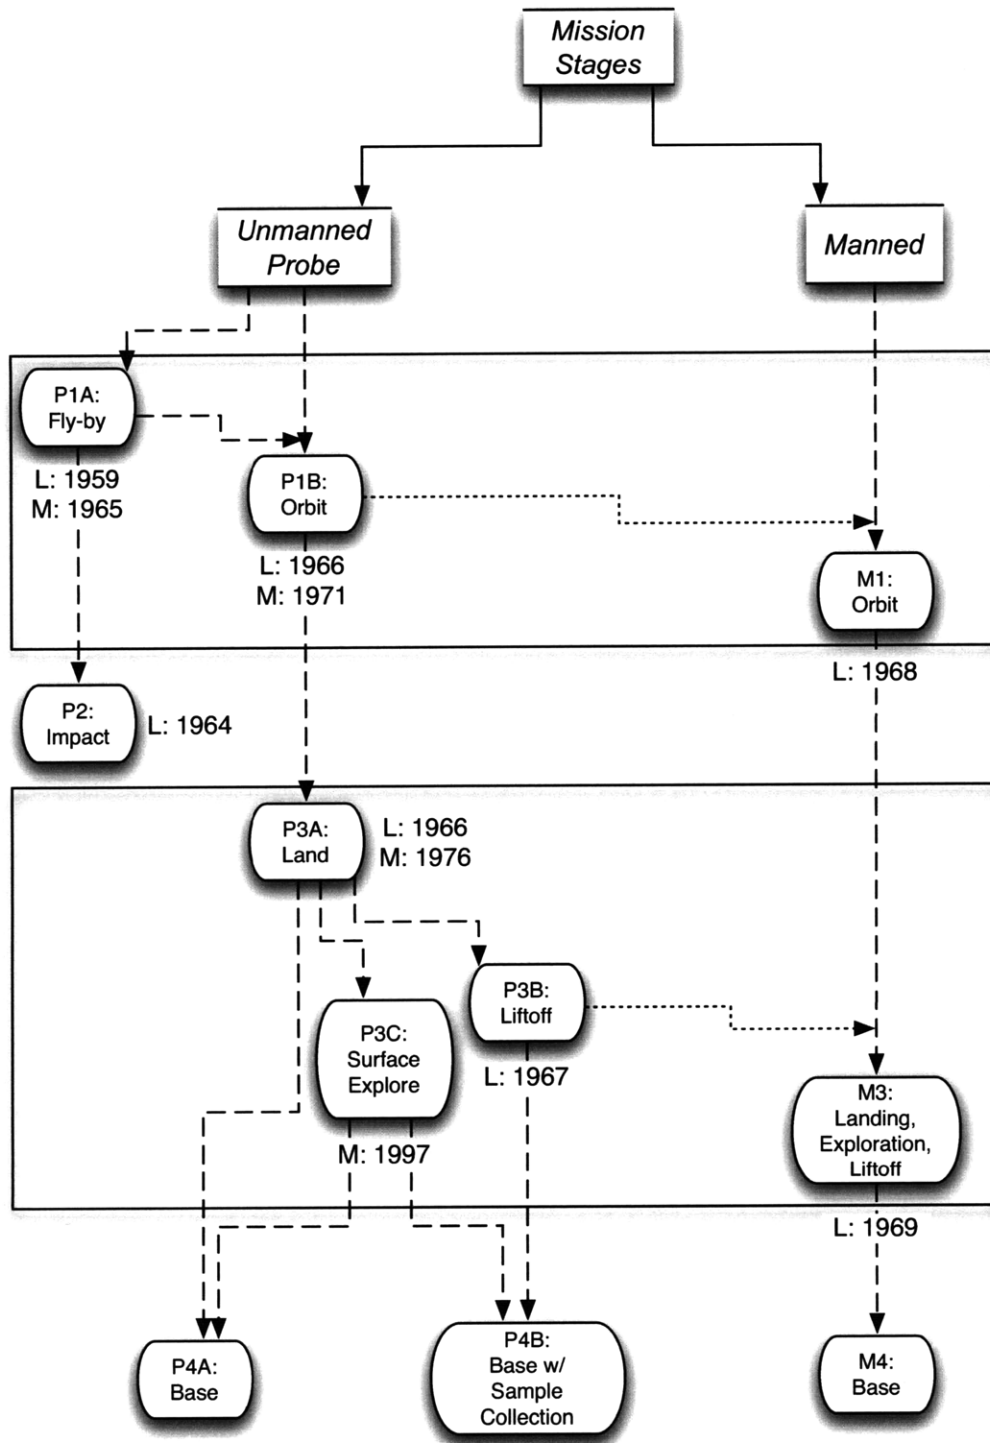 Mission
Stages
Unmanned
Probe
Manned
P1A:
Fly-by
L: 1959
M: 1965
P1B:
Orbit
L: 1966
M: 1971
M1:
Orbit
L: 1968
P2:
Impact
L: 1964
P3A:
Land
L: 1966
M: 1976
P3B:
Liftoff
L: 1967
P3C:
Surface
Explore
M: 1997
M3:
Landing,
Exploration,
Liftoff
L: 1969
P4A:
Base
P4B:
Base w/
Sample
Collection
M4:
Base